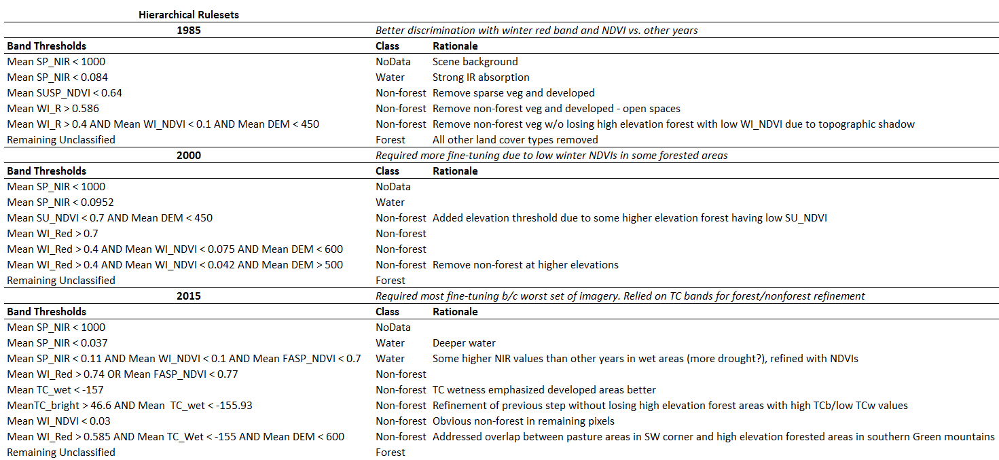 Hierarchical Rulesets
1985 Better discrimination with winter red band and NDVI vs. other years
Band Thresholds Class Rationale
Mean SP_NIR < 1000 NoData Scene background
Mean SP_NIR < 0.084 Water Strong IR absorption
Mean SUSP_NDVI < 0.64 Non-forest Remove sparse veg and developed
Mean WI_R > 0.586 Non-forest Remove non-forest veg and developed - open spaces
Mean WI_R > 0.4 AND Mean WI_NDVI < 0.1 AND Mean DEM < 450 Non-forest Remove non-forest veg w/o losing high elevation forest with low WI_NDVI due to topographic shadow
Remaining Unclassified Forest All other land cover types removed
2000 Required more fine-tuning due to low winter NDVIs in some forested areas
Band Thresholds Class Rationale
Mean SP_NIR < 1000 NoData
Mean SP_NIR < 0.0952 Water
Mean SU_NDVI < 0.7 AND Mean DEM < 450 Non-forest Added elevation threshold due to some higher elevation forest having low SU_NDVI
Mean WI_Red > 0.7 Non-forest
Mean WI_Red > 0.4 AND Mean WI_NDVI < 0.075 AND Mean DEM < 600 Non-forest
Mean WI_Red > 0.4 AND Mean WI_NDVI < 0.042 AND Mean DEM > 500 Non-forest Remove non-forest at higher elevations
Remaining Unclassified Forest
2015 Required most fine-tuning b/c worst set of imagery. Relied on TC bands for forest/nonforest refinement
Band Thresholds Class Rationale
Mean SP_NIR < 1000 NoData
Mean SP_NIR < 0.037 Water Deeper water
Mean SP_NIR < 0.11 AND Mean WI_NDVI < 0.1 AND Mean FASP_NDVI < 0.7 Water Some higher NIR values than other years in wet areas (more drought?), refined with NDVIs
Mean WI_Red > 0.74 OR Mean FASP_NDVI < 0.77 Non-forest
Mean TC_wet < -157 Non-forest TC wetness emphasized developed areas better
MeanTC_bright > 46.6 AND Mean TC_wet < -155.93 Non-forest Refinement of previous step without losing high elevation forest areas with high TCb/low TCw values
Mean WI_NDVI < 0.03 Non-forest Obvious non-forest in remaining pixels
Mean WI_Red > 0.585 AND Mean TC_Wet < -155 AND Mean DEM < 600 Non-forest Addressed overlap between pasture areas in SW corner and high elevation forested areas in southern Green mountains
Remaining Unclassified Forest